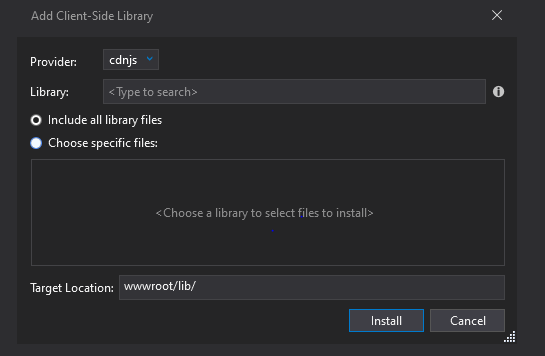 Add Client-Side Library
Provider: cdnjs
Library: <Type to search>
Include all library files
Choose specific files:
<Choose a library to select files to install>
Target Location: wwwroot/lib/
Install Cancel